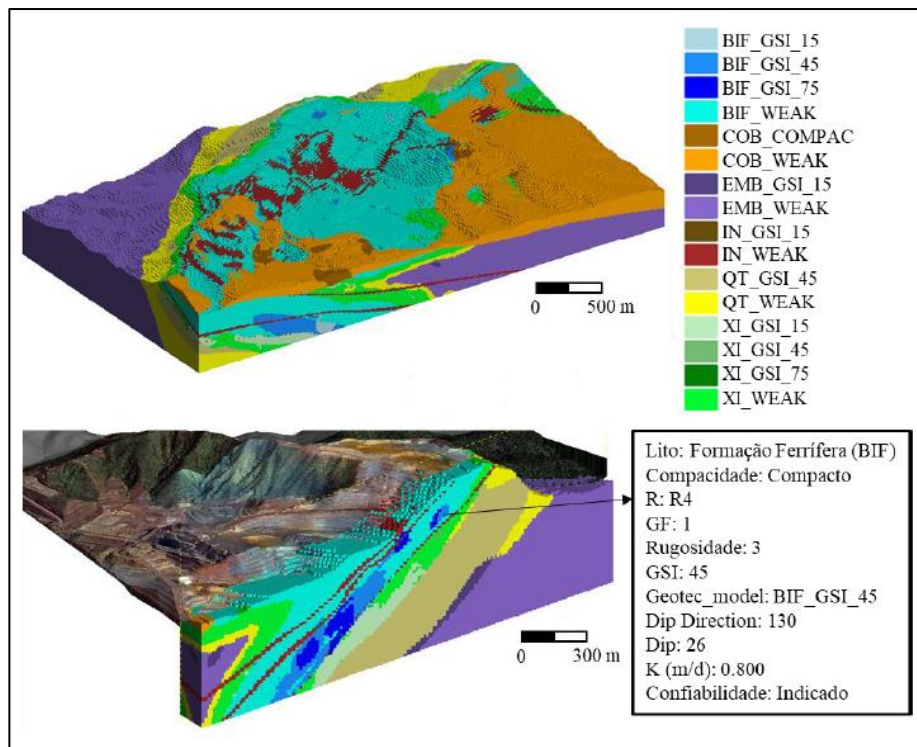 BIF_GSI_15
BIF_GSI_45
BIF_GSI_75
BIF_WEAK
COB_COMPAC
COB_WEAK
EMB_GSI_15
EMB_WEAK
IN_GSI_15
IN_WEAK
QT_GSI_45
QT_WEAK
XI_GSI_15
XI_GSI_45
XI_GSI_75
XI_WEAK
0 500 m
Lito: Formação Ferrífera (BIF)
Compacidade: Compacto
R: R4
GF: 1
Rugosidade: 3
GSI: 45
Geotec_model: BIF_GSI_45
Dip Direction: 130
Dip: 26
K (m/d): 0.800
Confiabilidade: Indicado
0 300 m